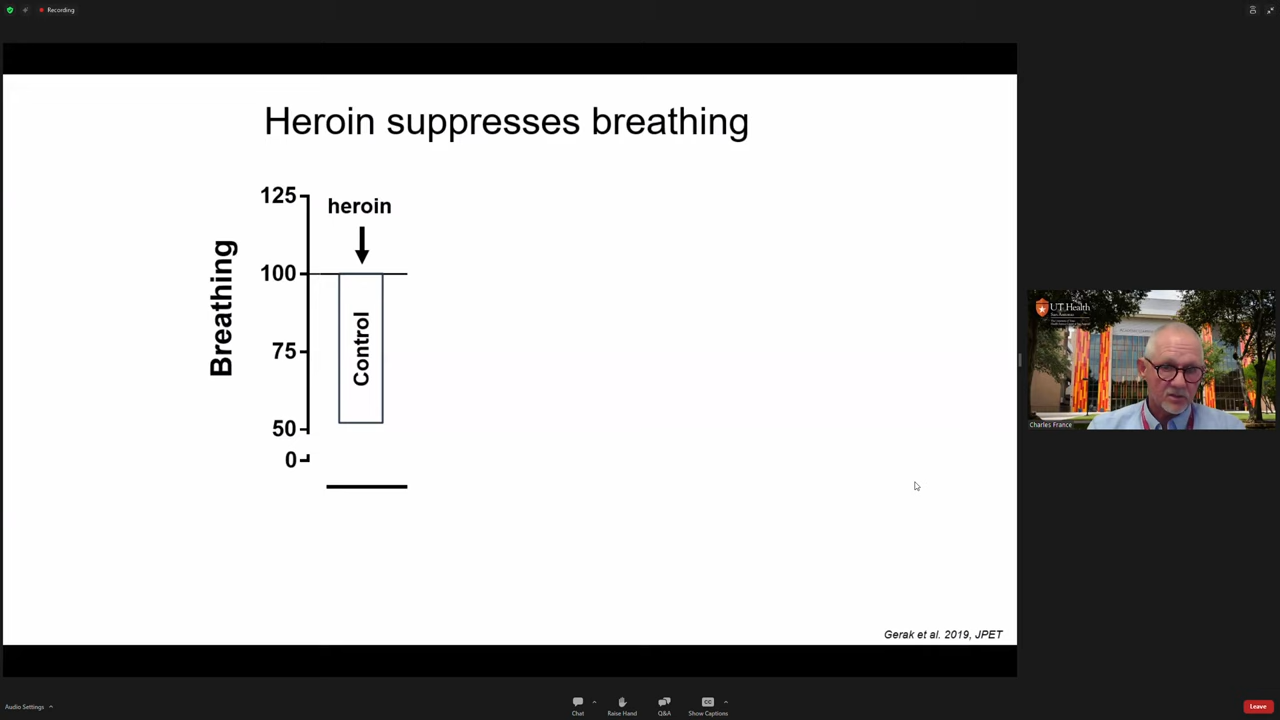 Recording
Heroin suppresses breathing
125
heroin
100
Breathing
Control
75
50
0
UT Health
Charles France
Gerak et al. 2019, JPET
Audio Settings
Chat
Raise Hand
Q&A
CC
Show Captions
Leave